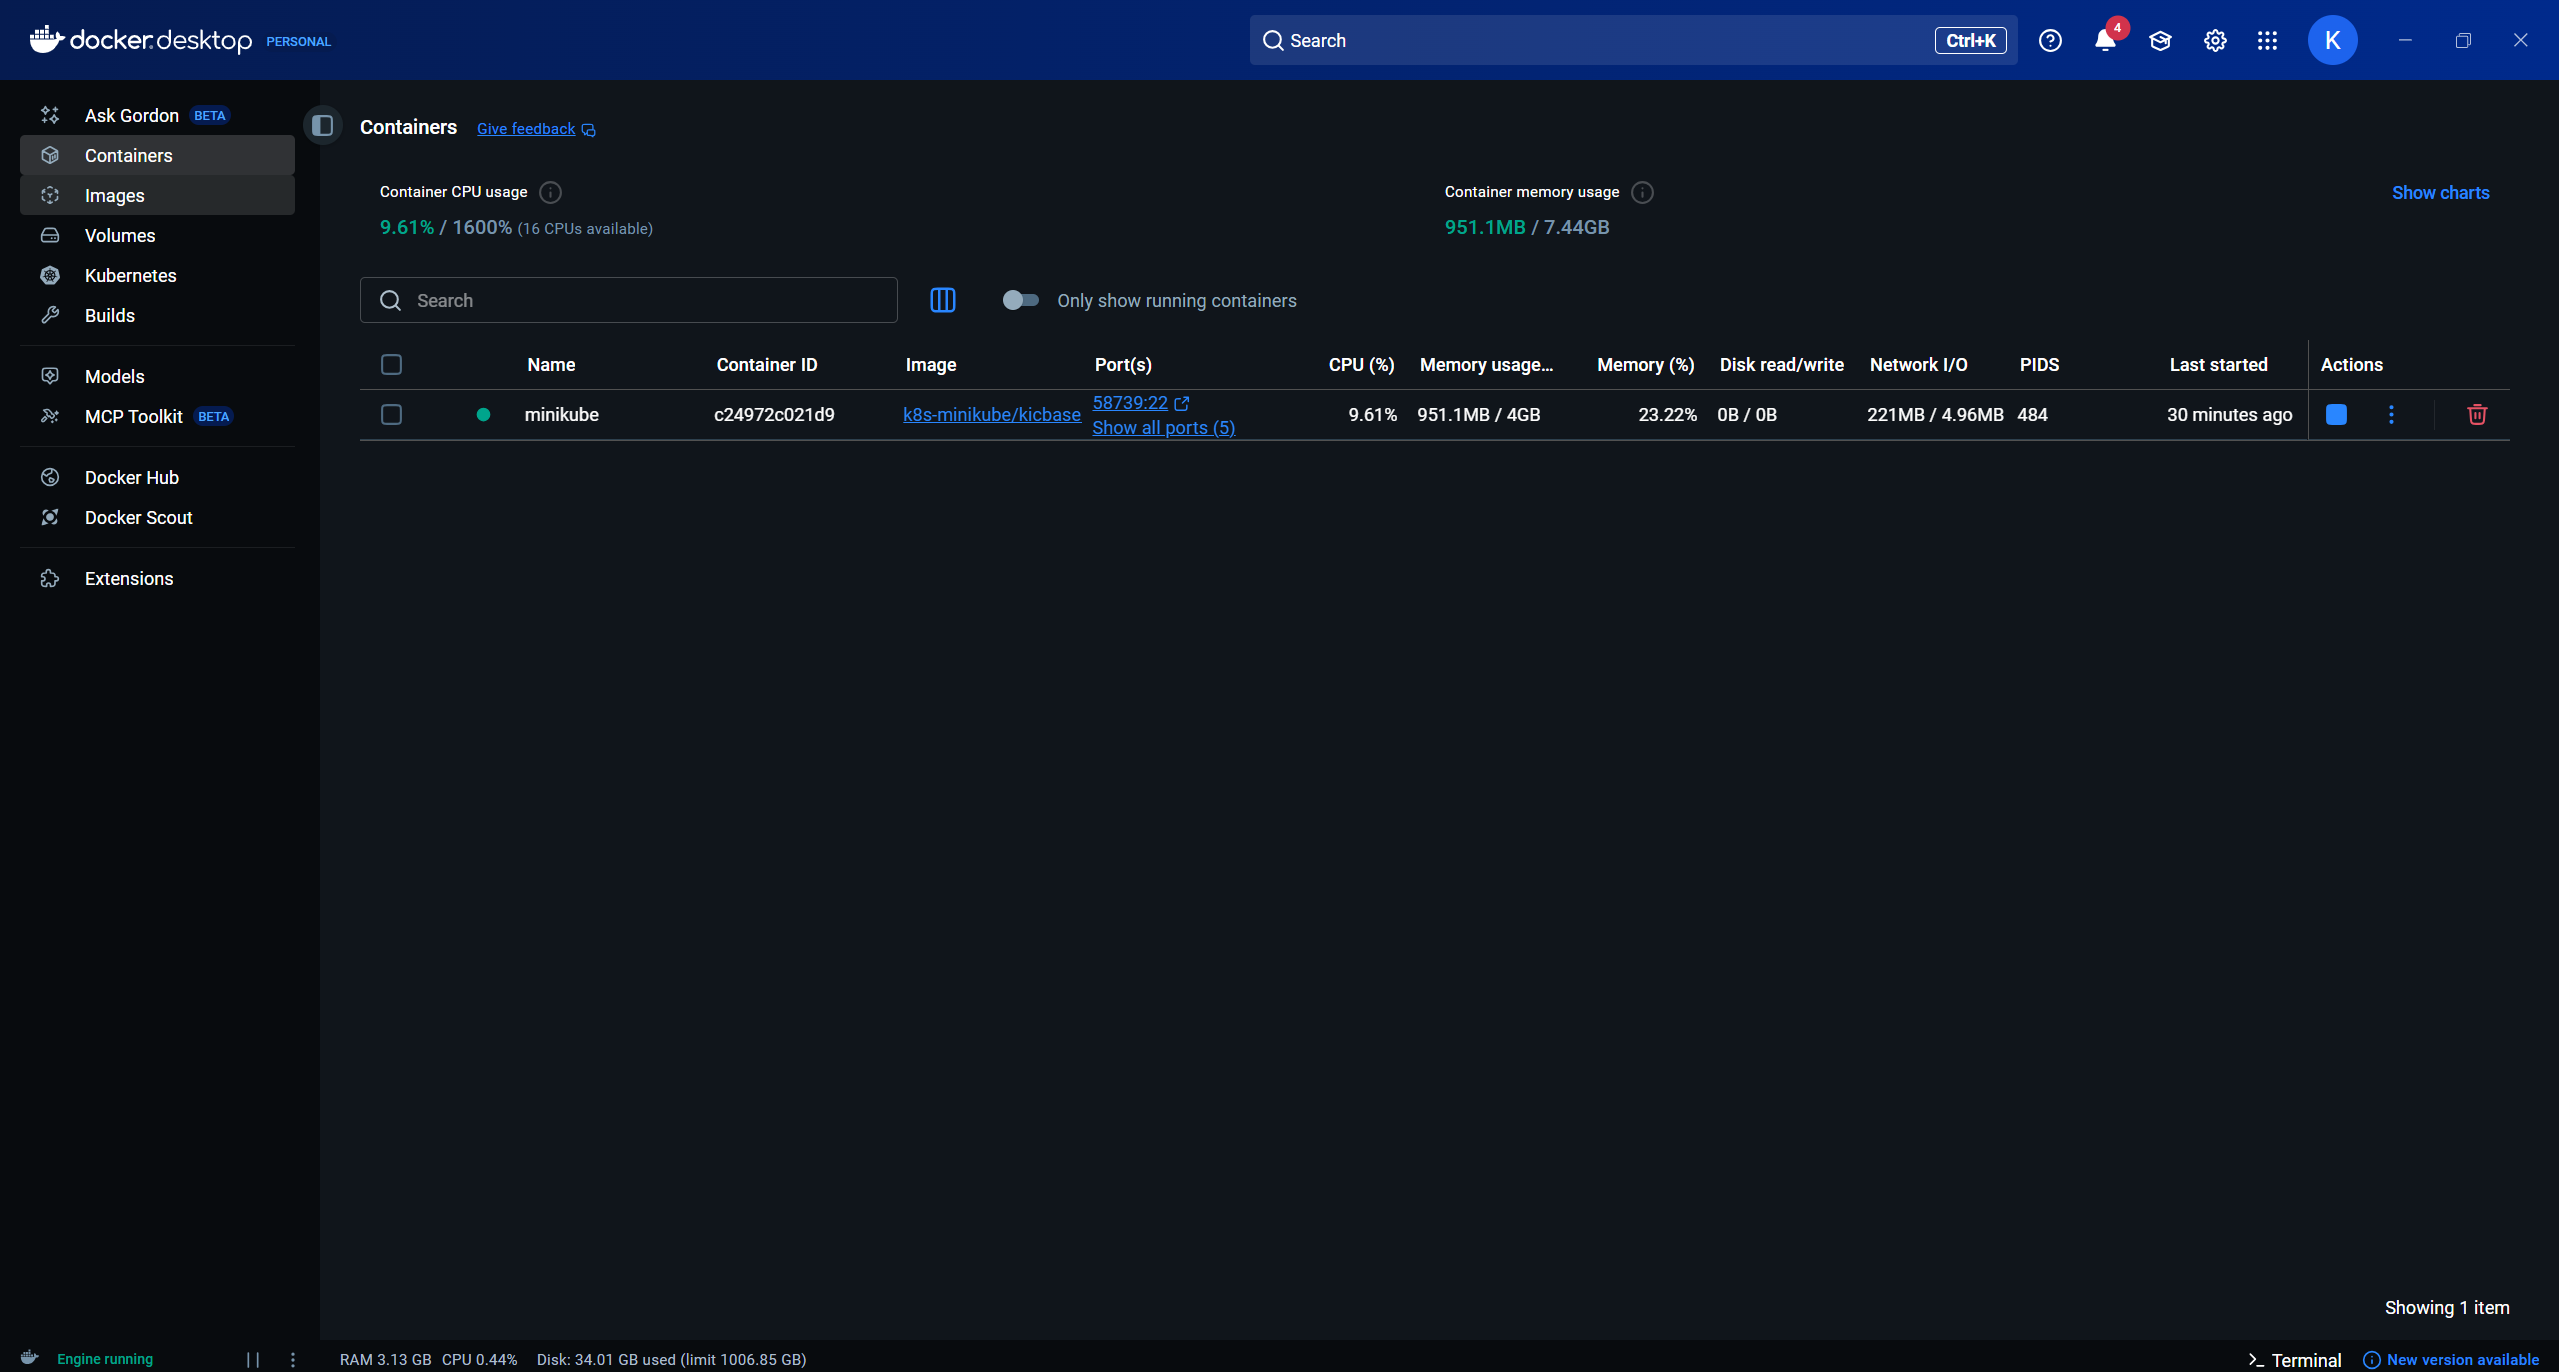 docker.desktop PERSONAL
Search
Ctrl+K
4
K
Ask Gordon BETA
Containers
Images
Volumes
Kubernetes
Builds
Models
MCP Toolkit BETA
Docker Hub
Docker Scout
Extensions
Containers Give feedback
Container CPU usage
9.61% / 1600% (16 CPUs available)
Container memory usage
951.1MB / 7.44GB
Show charts
Search
Only show running containers
Name Container ID Image Port(s) CPU (%) Memory usage... Memory (%) Disk read/write Network I/O PIDS Last started Actions
minikube c24972c021d9 k8s-minikube/kicbase 58739:22 9.61% 951.1MB / 4GB 23.22% 0B / 0B 221MB / 4.96MB 484 30 minutes ago
Show all ports (5)
Showing 1 item
Engine running
RAM 3.13 GB CPU 0.44% Disk: 34.01 GB used (limit 1006.85 GB)
Terminal
New version available